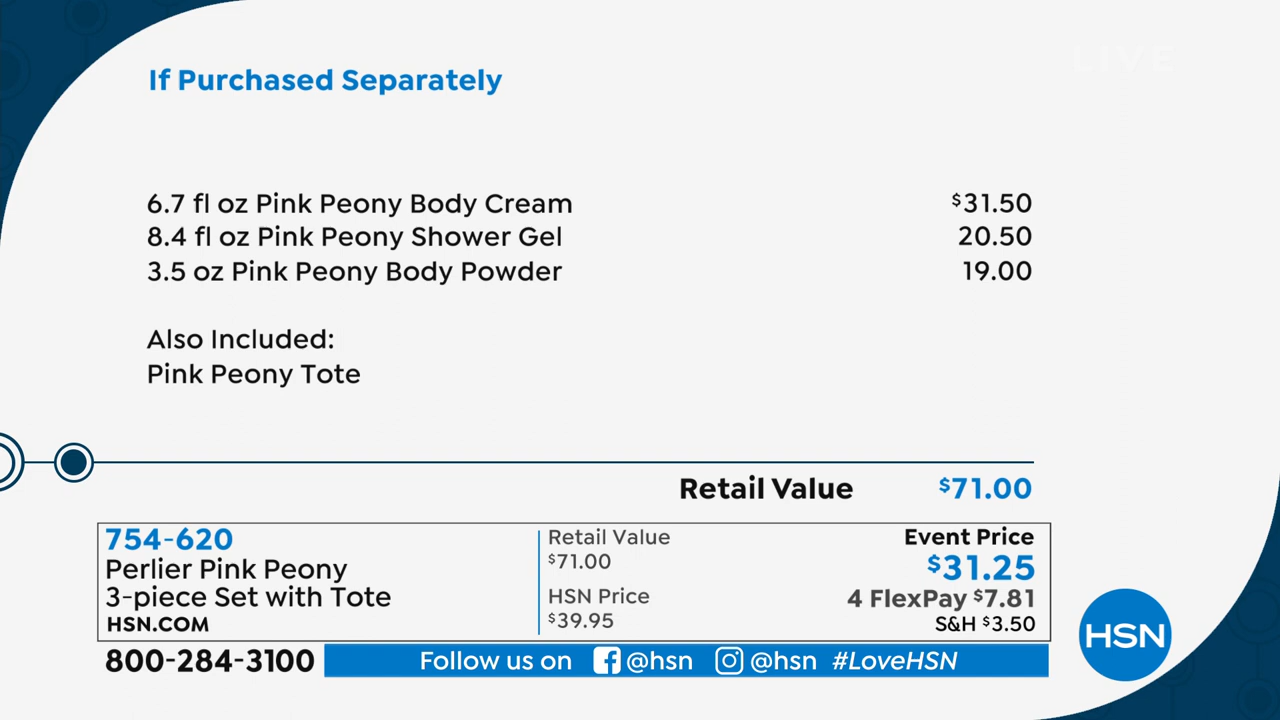 LIVE
If Purchased Separately
6.7 fl oz Pink Peony Body Cream $31.50
8.4 fl oz Pink Peony Shower Gel 20.50
3.5 oz Pink Peony Body Powder 19.00
Also Included:
Pink Peony Tote
Retail Value $71.00
754-620
Perlier Pink Peony
3-piece Set with Tote
HSN.COM
Retail Value
$71.00
HSN Price
$39.95
Event Price
$31.25
4 FlexPay $7.81
S&H $3.50
HSN
800-284-3100
Follow us on @hsn @hsn #LoveHSN